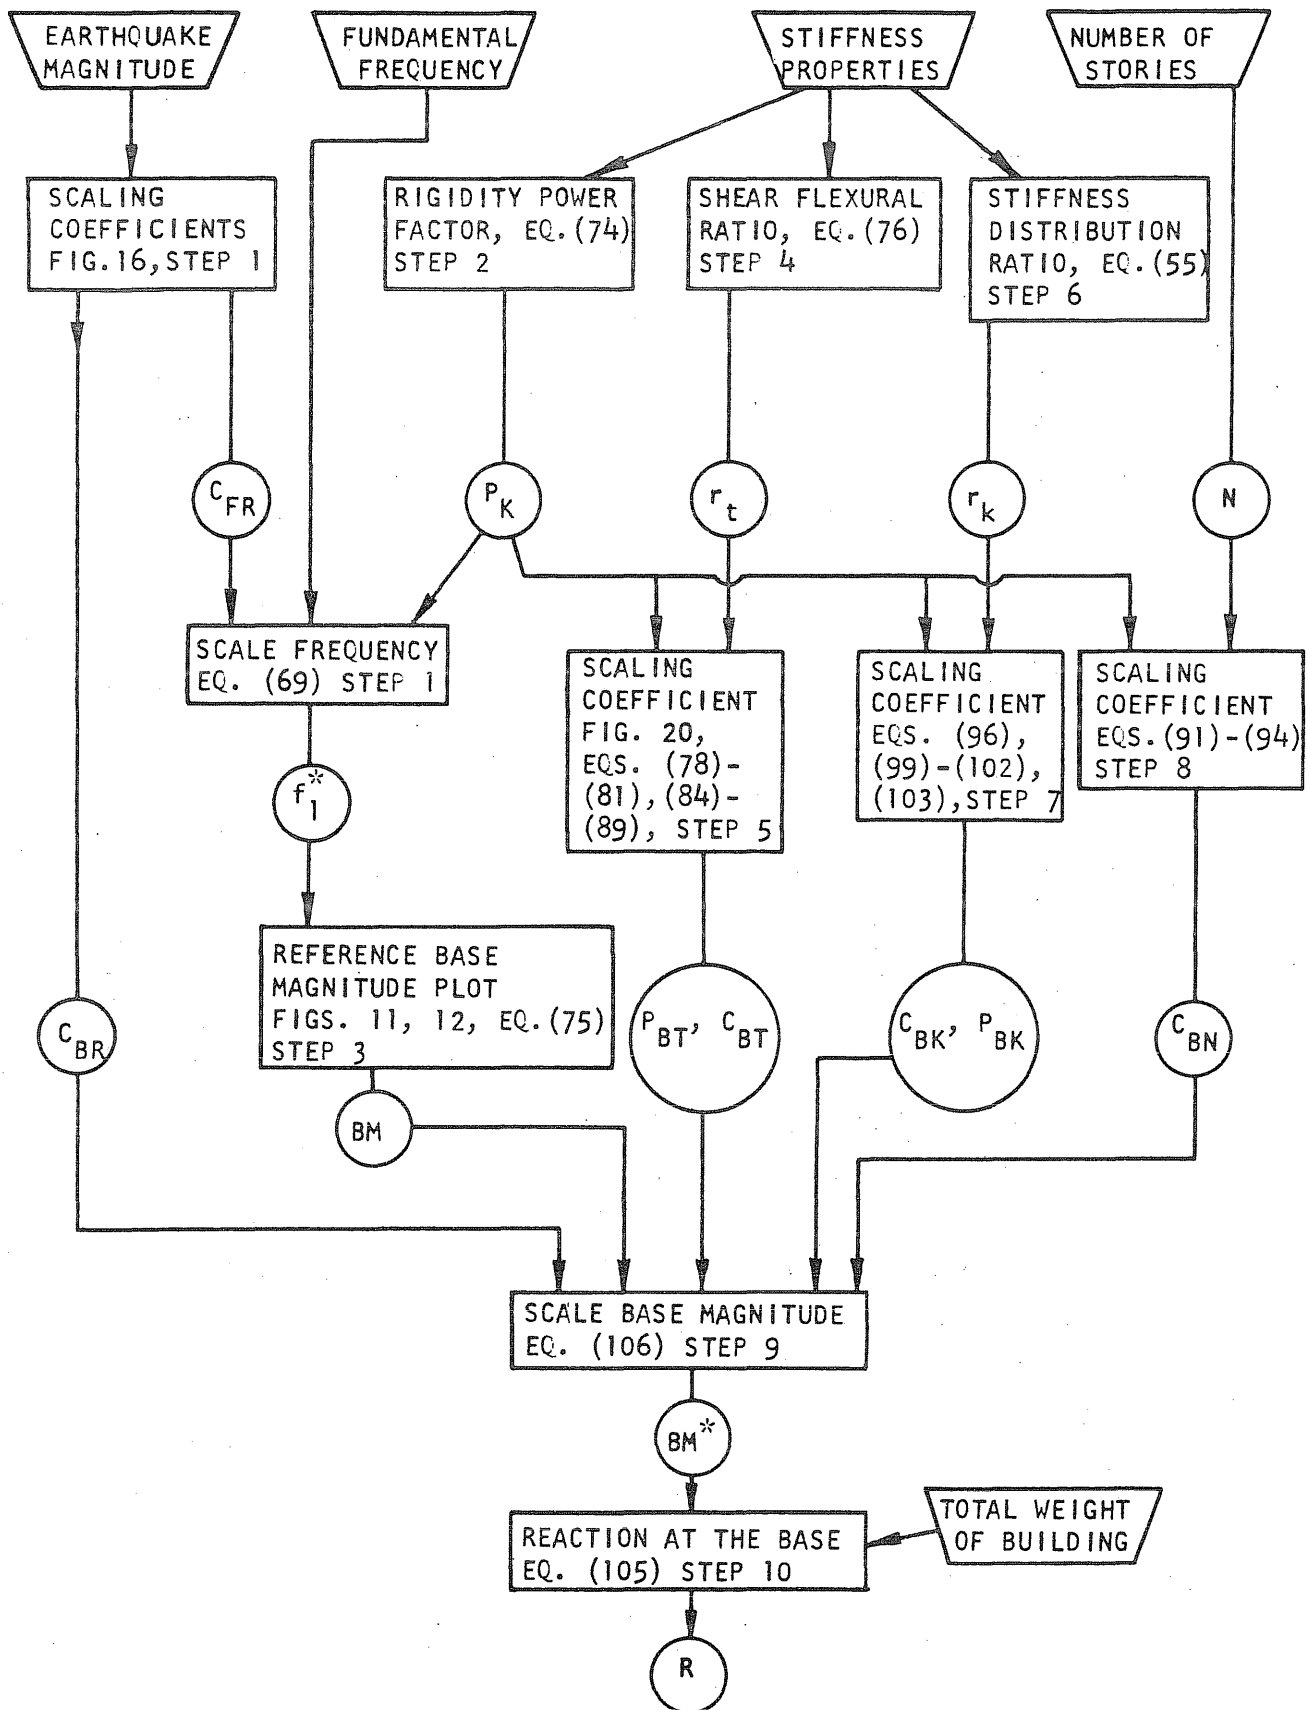 EARTHQUAKE
MAGNITUDE
FUNDAMENTAL
FREQUENCY
STIFFNESS
PROPERTIES
NUMBER OF
STORIES
SCALING
COEFFICIENTS
FIG.16, STEP 1
RIGIDITY POWER
FACTOR, EQ.(74)
STEP 2
SHEAR FLEXURAL
RATIO, EQ.(76)
STEP 4
STIFFNESS
DISTRIBUTION
RATIO, EQ.(55)
STEP 6
C_FR
P_K
r_t
r_k
N
SCALE FREQUENCY
EQ. (69) STEP 1
SCALING
COEFFICIENT
FIG. 20,
EQS. (78)-
(81), (84)-
(89), STEP 5
SCALING
COEFFICIENT
EQS. (96),
(99)-(102),
(103), STEP 7
SCALING
COEFFICIENT
EQS.(91)-(94)
STEP 8
f_1^*
REFERENCE BASE
MAGNITUDE PLOT
FIGS. 11, 12, EQ.(75)
STEP 3
C_BR
P_BT, C_BT
C_BK, P_BK
C_BN
BM
SCALE BASE MAGNITUDE
EQ. (106) STEP 9
BM*
TOTAL WEIGHT
OF BUILDING
REACTION AT THE BASE
EQ. (105) STEP 10
R